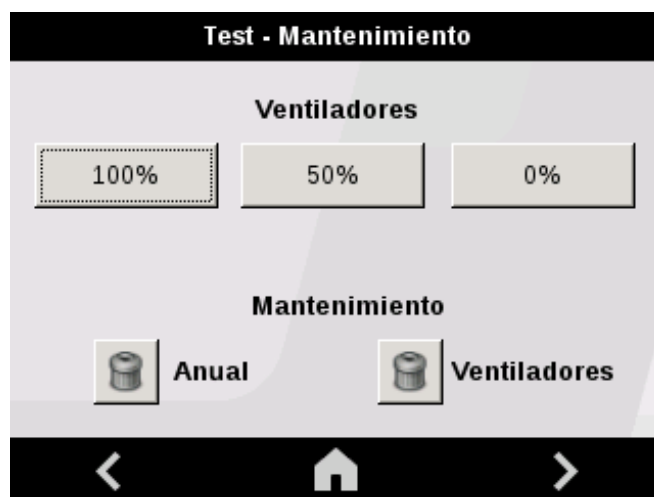 Test - Mantenimiento
Ventiladores
100% 50% 0%
Mantenimiento
Anual Ventiladores